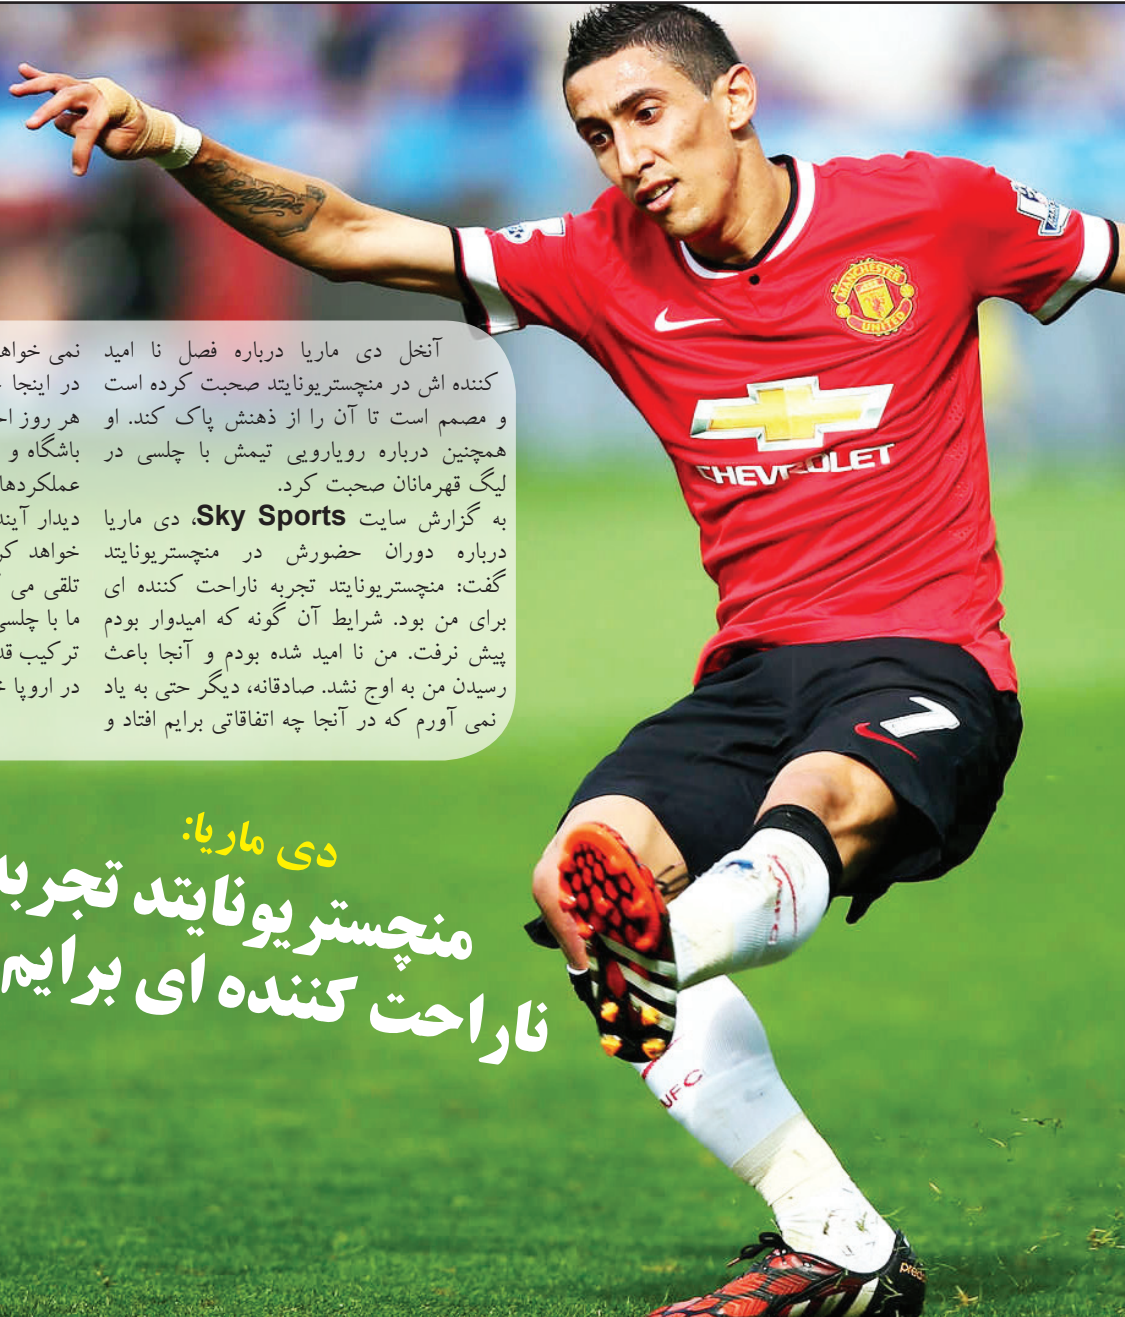 آنخل دی ماریا درباره فصل نا امید
کننده اش در منچستریونایتد صحبت کرده است
و مصمم است تا آن را از ذهنش پاک کند. او
همچنین درباره رویارویی تیمش با چلسی در
لیگ قهرمانان صحبت کرد.
به گزارش سایت Sky Sports، دی ماریا
درباره دوران حضورش در منچستریونایتد
گفت: منچستریونایتد تجربه ناراحت کننده ای
برای من بود. شرایط آن گونه که امیدوار بودم
پیش نرفت. من نا امید شده بودم و آنجا باعث
رسیدن من به اوج نشد. صادقانه، دیگر حتی به یاد
نمی آورم که در آنجا چه اتفاقاتی برایم افتاد و
نمی
در اینجا
هر روز
باشگاه و
دیدار
خواهد
تلقی می
ما با چلسی
ترکیب
در اروپا
دی ماریا:
منچستریونایتد تجربه
ناراحت کننده ای برایم
MANCHESTER
UNITED
CHEVROLET
7